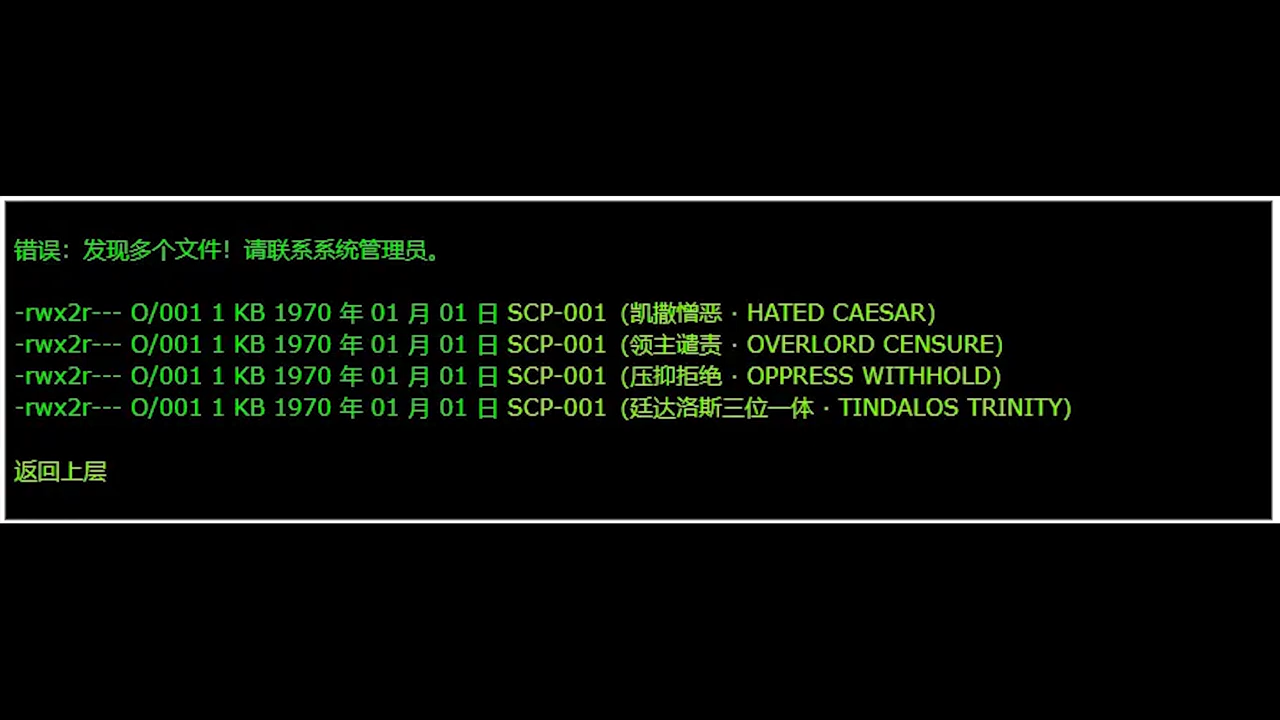 错误：发现多个文件！请联系系统管理员。
-rwx2r--- O/001 1 KB 1970 年 01 月 01 日 SCP-001（凯撒憎恶 · HATED CAESAR）
-rwx2r--- O/001 1 KB 1970 年 01 月 01 日 SCP-001（领主谴责 · OVERLORD CENSURE）
-rwx2r--- O/001 1 KB 1970 年 01 月 01 日 SCP-001（压抑拒绝 · OPPRESS WITHHOLD）
-rwx2r--- O/001 1 KB 1970 年 01 月 01 日 SCP-001（廷达洛斯三位一体 · TINDALOS TRINITY）
返回上层